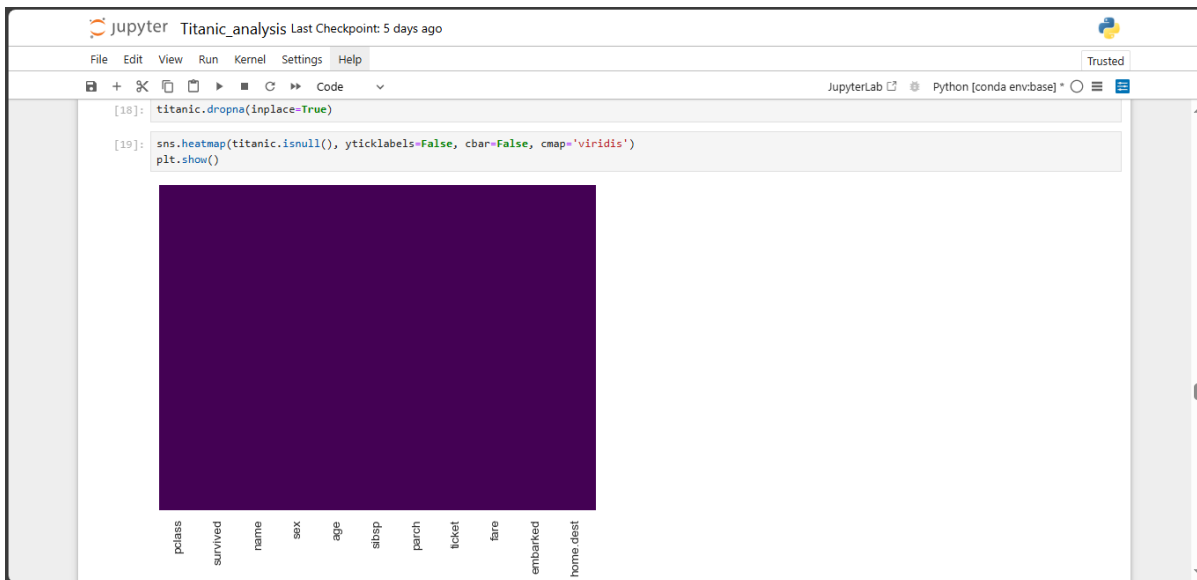 jupyter Titanic_analysis Last Checkpoint: 5 days ago
File Edit View Run Kernel Settings Help Trusted
Code JupyterLab Python [conda env:base] *
[18]: titanic.dropna(inplace=True)
[19]: sns.heatmap(titanic.isnull(), yticklabels=False, cbar=False, cmap='viridis')
plt.show()
pclass survived name sex age sibsp parch ticket fare embarked home.dest